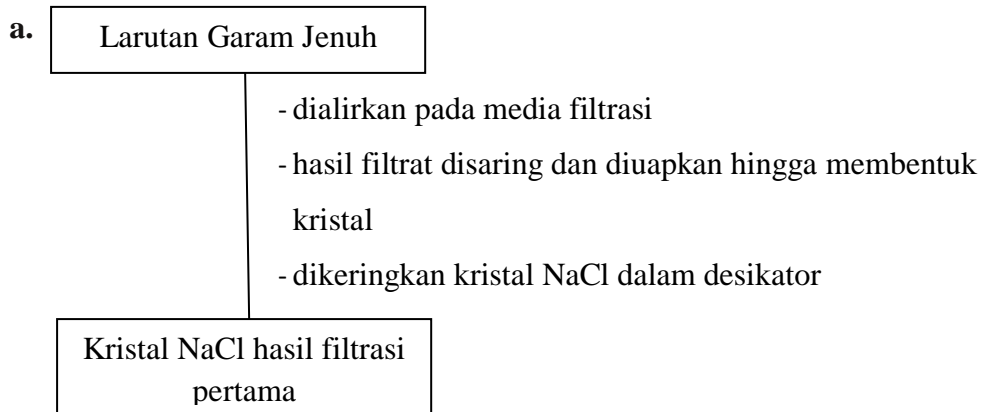 a.
Larutan Garam Jenuh
- dialirkan pada media filtrasi
- hasil filtrat disaring dan diuapkan hingga membentuk
kristal
- dikeringkan kristal NaCl dalam desikator
Kristal NaCl hasil filtrasi
pertama